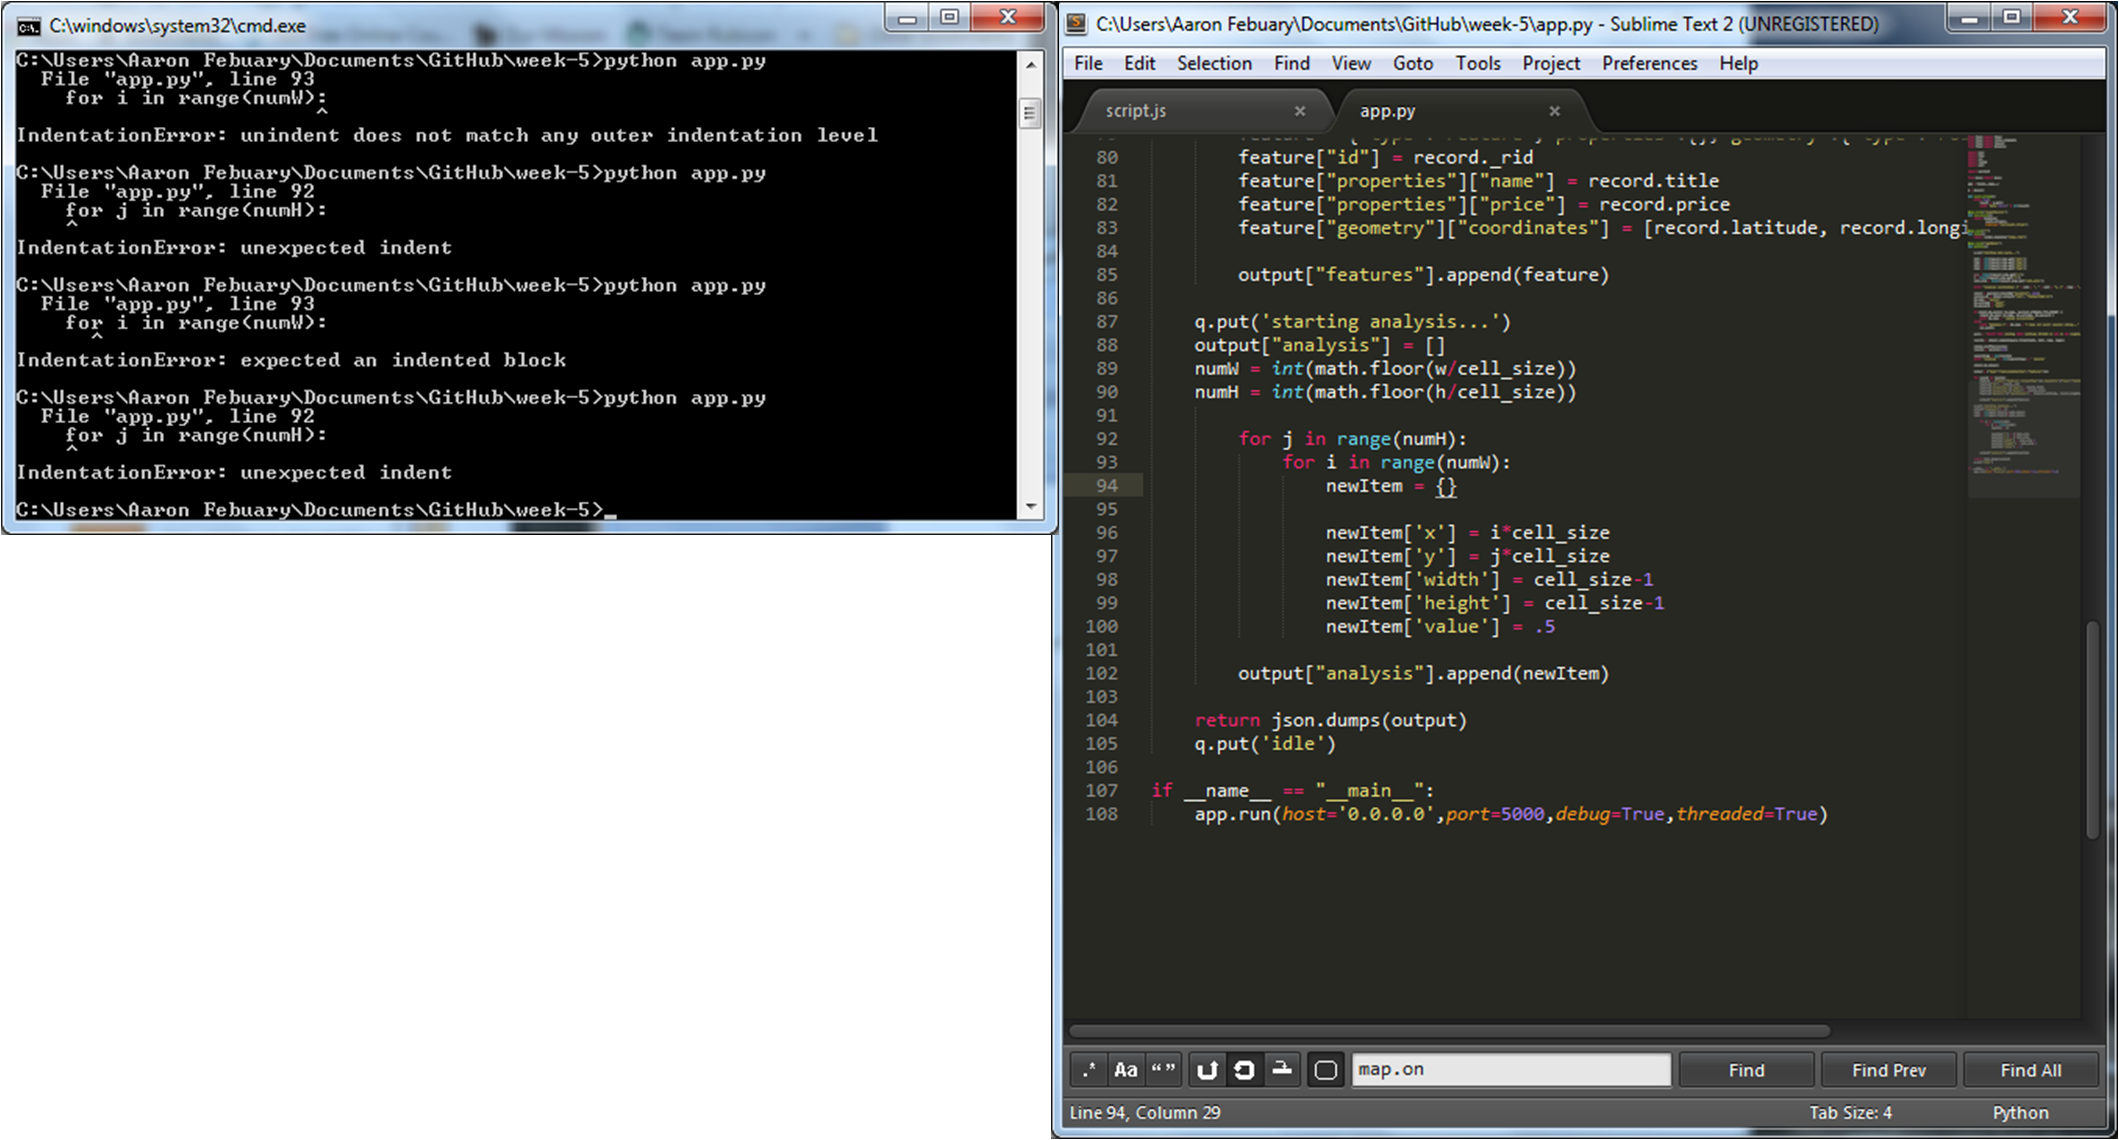 C:\windows\system32\cmd.exe
C:\Users\Aaron Febuary\Documents\GitHub\week-5>python app.py
  File "app.py", line 93
    for i in range(numW):
                        ^
IndentationError: unindent does not match any outer indentation level
C:\Users\Aaron Febuary\Documents\GitHub\week-5>python app.py
  File "app.py", line 92
    for j in range(numH):
    ^
IndentationError: unexpected indent
C:\Users\Aaron Febuary\Documents\GitHub\week-5>python app.py
  File "app.py", line 93
    for i in range(numW):
      ^
IndentationError: expected an indented block
C:\Users\Aaron Febuary\Documents\GitHub\week-5>python app.py
  File "app.py", line 92
    for j in range(numH):
    ^
IndentationError: unexpected indent
C:\Users\Aaron Febuary\Documents\GitHub\week-5>_
C:\Users\Aaron Febuary\Documents\GitHub\week-5\app.py - Sublime Text 2 (UNREGISTERED)
File Edit Selection Find View Goto Tools Project Preferences Help
script.js × app.py ×
80         feature["id"] = record._rid
81         feature["properties"]["name"] = record.title
82         feature["properties"]["price"] = record.price
83         feature["geometry"]["coordinates"] = [record.latitude, record.longi
84
85         output["features"].append(feature)
86
87     q.put('starting analysis...')
88     output["analysis"] = []
89     numW = int(math.floor(w/cell_size))
90     numH = int(math.floor(h/cell_size))
91
92         for j in range(numH):
93             for i in range(numW):
94                 newItem = {}
95
96                 newItem['x'] = i*cell_size
97                 newItem['y'] = j*cell_size
98                 newItem['width'] = cell_size-1
99                 newItem['height'] = cell_size-1
100                 newItem['value'] = .5
101
102         output["analysis"].append(newItem)
103
104     return json.dumps(output)
105     q.put('idle')
106
107 if __name__ == "__main__":
108     app.run(host='0.0.0.0',port=5000,debug=True,threaded=True)
.* Aa “ ” map.on Find Find Prev Find All
Line 94, Column 29 Tab Size: 4 Python